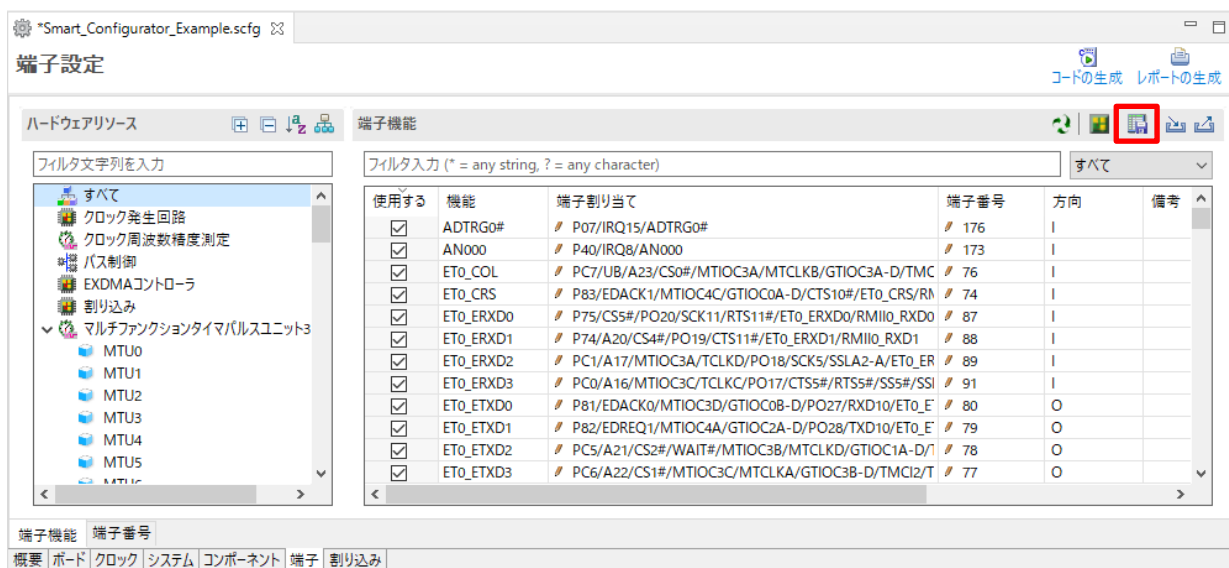 *Smart_Configurator_Example.scfg
端子設定
コードの生成 レポートの生成
ハードウェアリソース
端子機能
フィルタ文字列を入力
フィルタ入力 (* = any string, ? = any character)
すべて
すべて
クロック発生回路
クロック周波数精度測定
バス制御
EXDMAコントローラ
割り込み
マルチファンクションタイマパルスユニット3
MTU0
MTU1
MTU2
MTU3
MTU4
MTU5
MTU6
使用する 機能 端子割り当て 端子番号 方向 備考
ADTRG0# P07/IRQ15/ADTRG0# 176 I
AN000 P40/IRQ8/AN000 173 I
ET0_COL PC7/UB/A23/CS0#/MTIOC3A/MTCLKB/GTIOC3A-D/TMC 76 I
ET0_CRS P83/EDACK1/MTIOC4C/GTIOC0A-D/CTS10#/ET0_CRS/RM 74 I
ET0_ERXD0 P75/CS5#/PO20/SCK11/RTS11#/ET0_ERXD0/RMII0_RXD0 87 I
ET0_ERXD1 P74/A20/CS4#/PO19/CTS11#/ET0_ERXD1/RMII0_RXD1 88 I
ET0_ERXD2 PC1/A17/MTIOC3A/TCLKD/PO18/SCK5/SSLA2-A/ET0_ER 89 I
ET0_ERXD3 PC0/A16/MTIOC3C/TCLKC/PO17/CTS5#/RTS5#/SS5#/SSI 91 I
ET0_ETXD0 P81/EDACK0/MTIOC3D/GTIOC0B-D/PO27/RXD10/ET0_E 80 O
ET0_ETXD1 P82/EDREQ1/MTIOC4A/GTIOC2A-D/PO28/TXD10/ET0_E 79 O
ET0_ETXD2 PC5/A21/CS2#/WAIT#/MTIOC3B/MTCLKD/GTIOC1A-D/T 78 O
ET0_ETXD3 PC6/A22/CS1#/MTIOC3C/MTCLKA/GTIOC3B-D/TMCI2/T 77 O
端子機能 端子番号
概要 ボード クロック システム コンポーネント 端子 割り込み